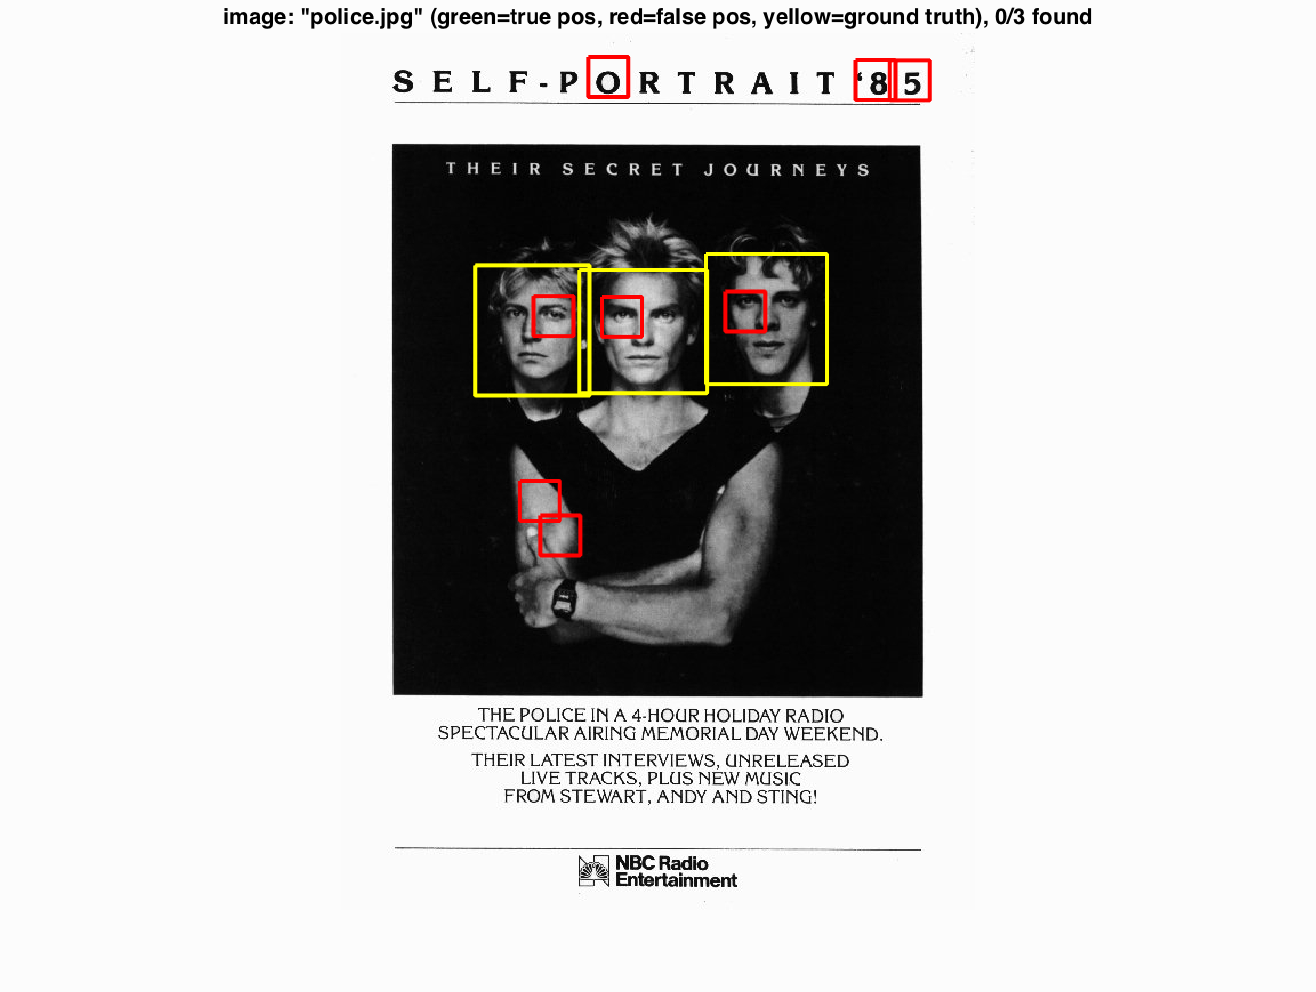 image: "police.jpg" (green=true pos, red=false pos, yellow=ground truth), 0/3 found
SELF-PORTRAIT '85
THEIR SECRET JOURNEYS
THE POLICE IN A 4-HOUR HOLIDAY RADIO
SPECTACULAR AIRING MEMORIAL DAY WEEKEND.
THEIR LATEST INTERVIEWS, UNRELEASED
LIVE TRACKS, PLUS NEW MUSIC
FROM STEWART, ANDY AND STING!
NBC Radio
Entertainment